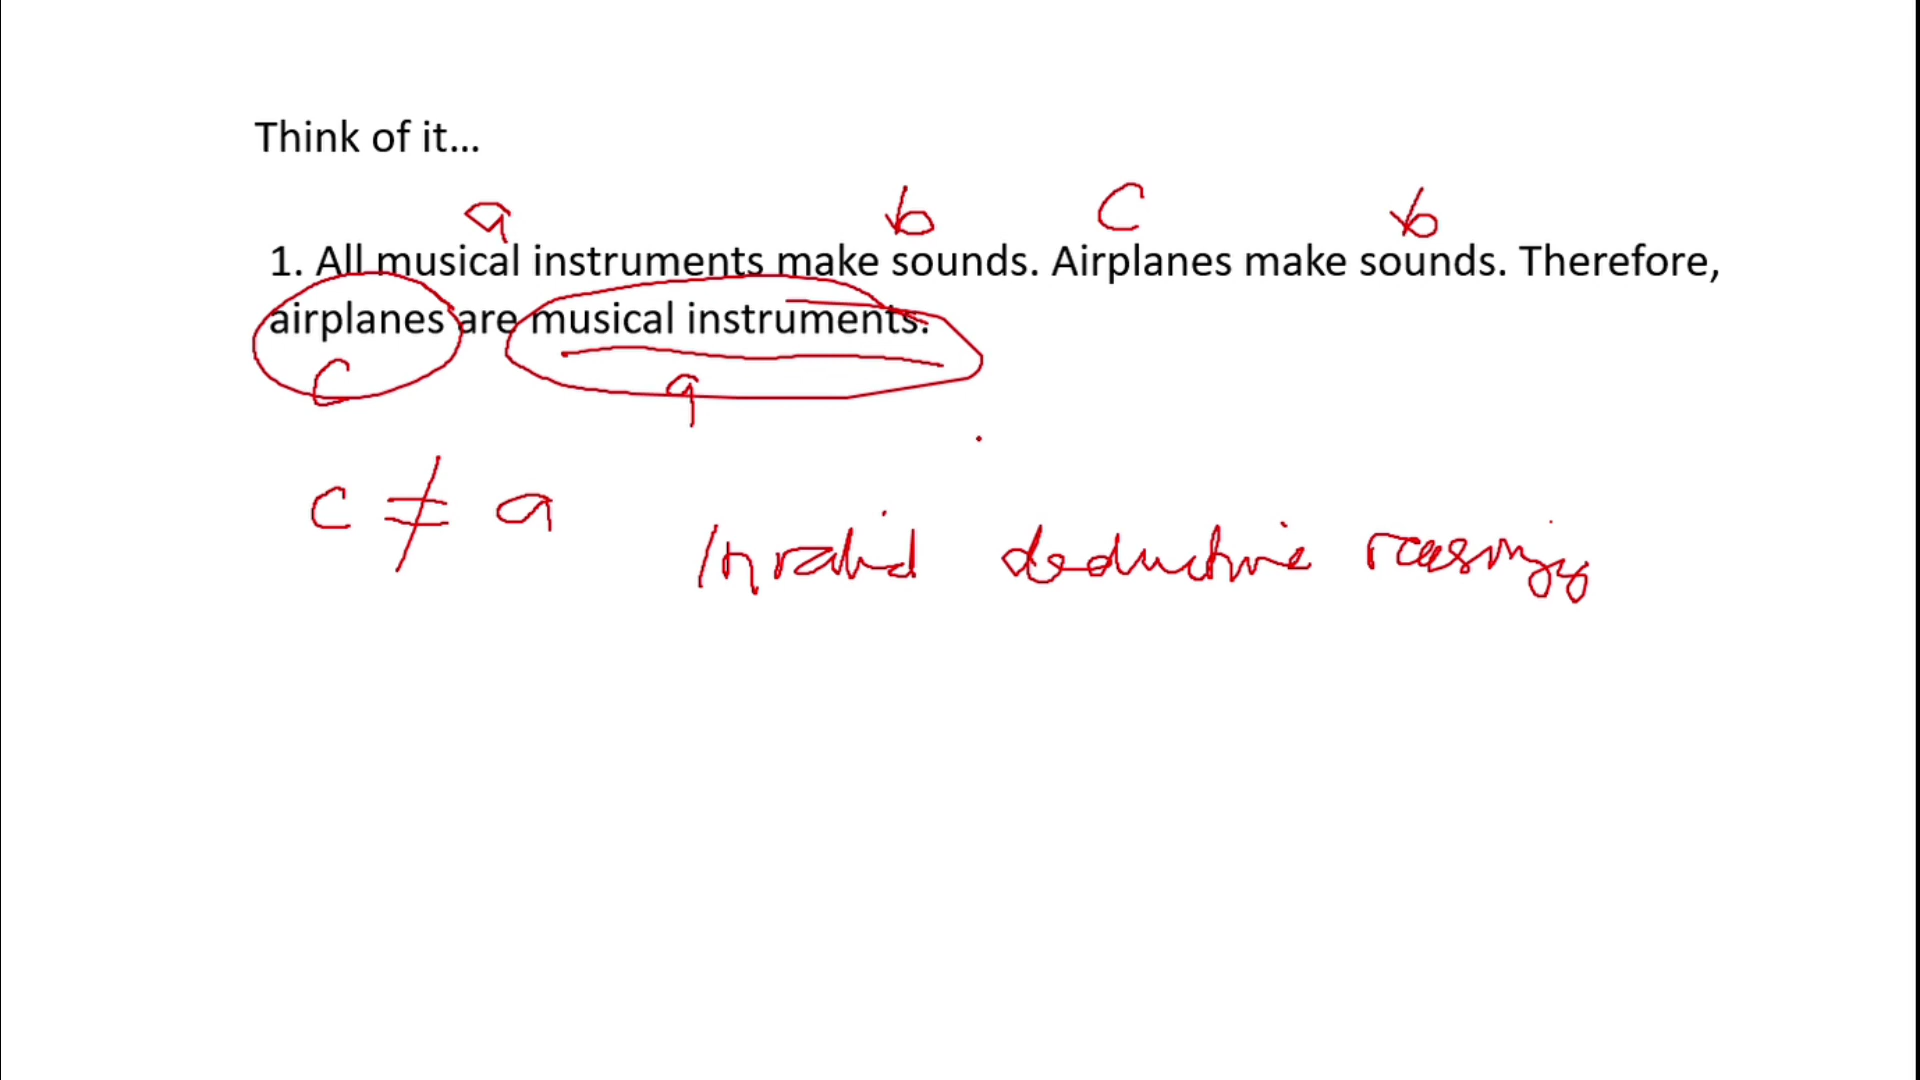 Think of it...
a b C b
1. All musical instruments make sounds. Airplanes make sounds. Therefore,
airplanes are musical instruments.
C a
c ≠ a
Invalid deductive reasoning